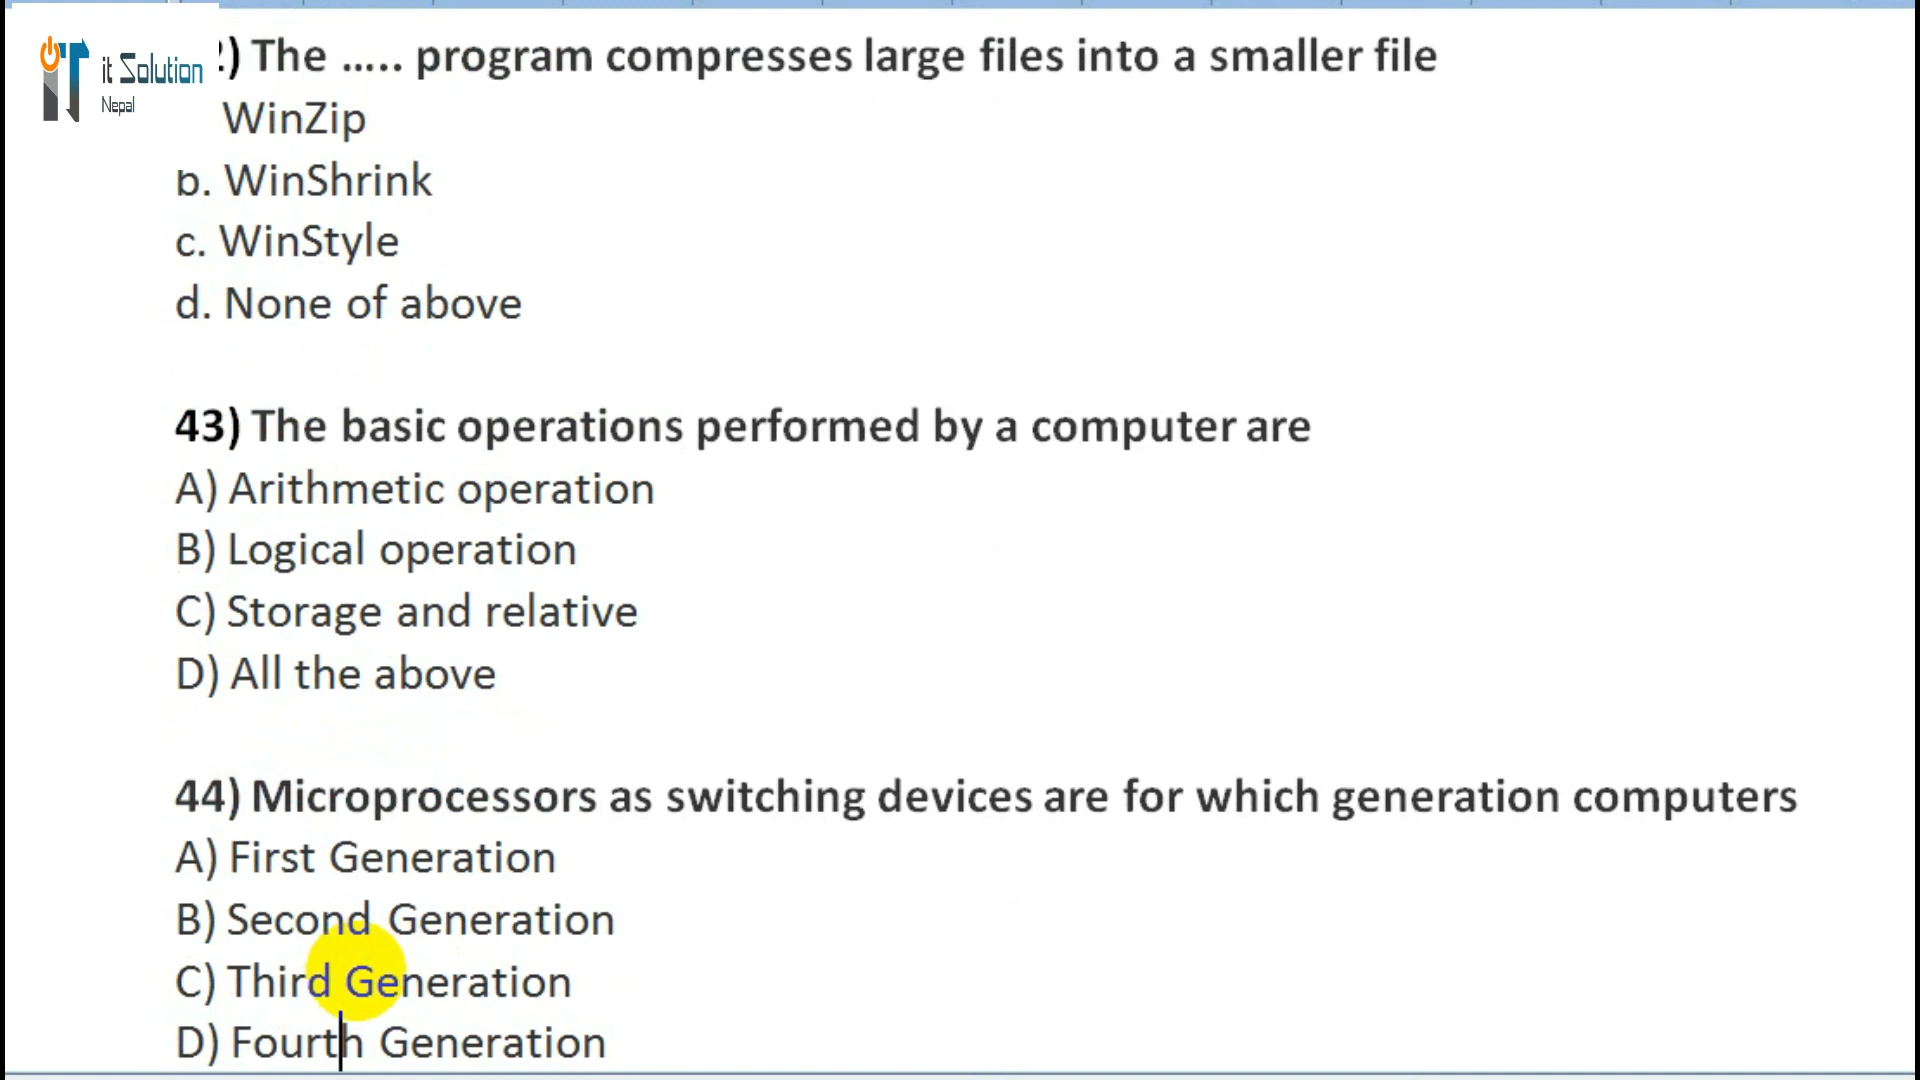 it Solution
Nepal
2) The ..... program compresses large files into a smaller file
WinZip
b. WinShrink
c. WinStyle
d. None of above
43) The basic operations performed by a computer are
A) Arithmetic operation
B) Logical operation
C) Storage and relative
D) All the above
44) Microprocessors as switching devices are for which generation computers
A) First Generation
B) Second Generation
C) Third Generation
D) Fourth Generation